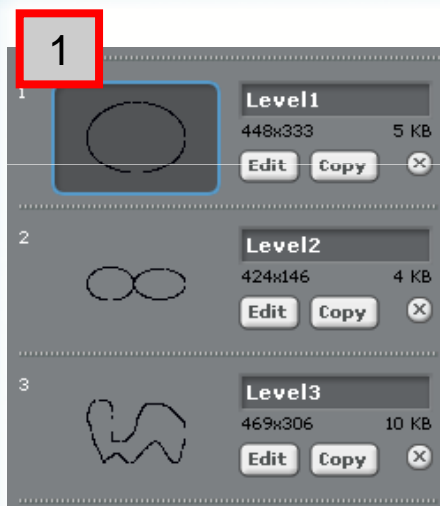 1
1
Level1
448x333 5 KB
Edit Copy
2
Level2
424x146 4 KB
Edit Copy
3
Level3
469x306 10 KB
Edit Copy